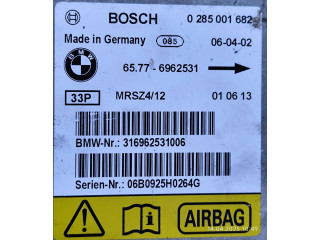 BOSCH 0 285 001 682
Made in Germany 085 06-04-02
BMW 65.77 - 6962531
33P MRSZ4/12 01 06 13
BMW-Nr.: 316962531006
Serien-Nr.: 06B0925H0264G
AIRBAG